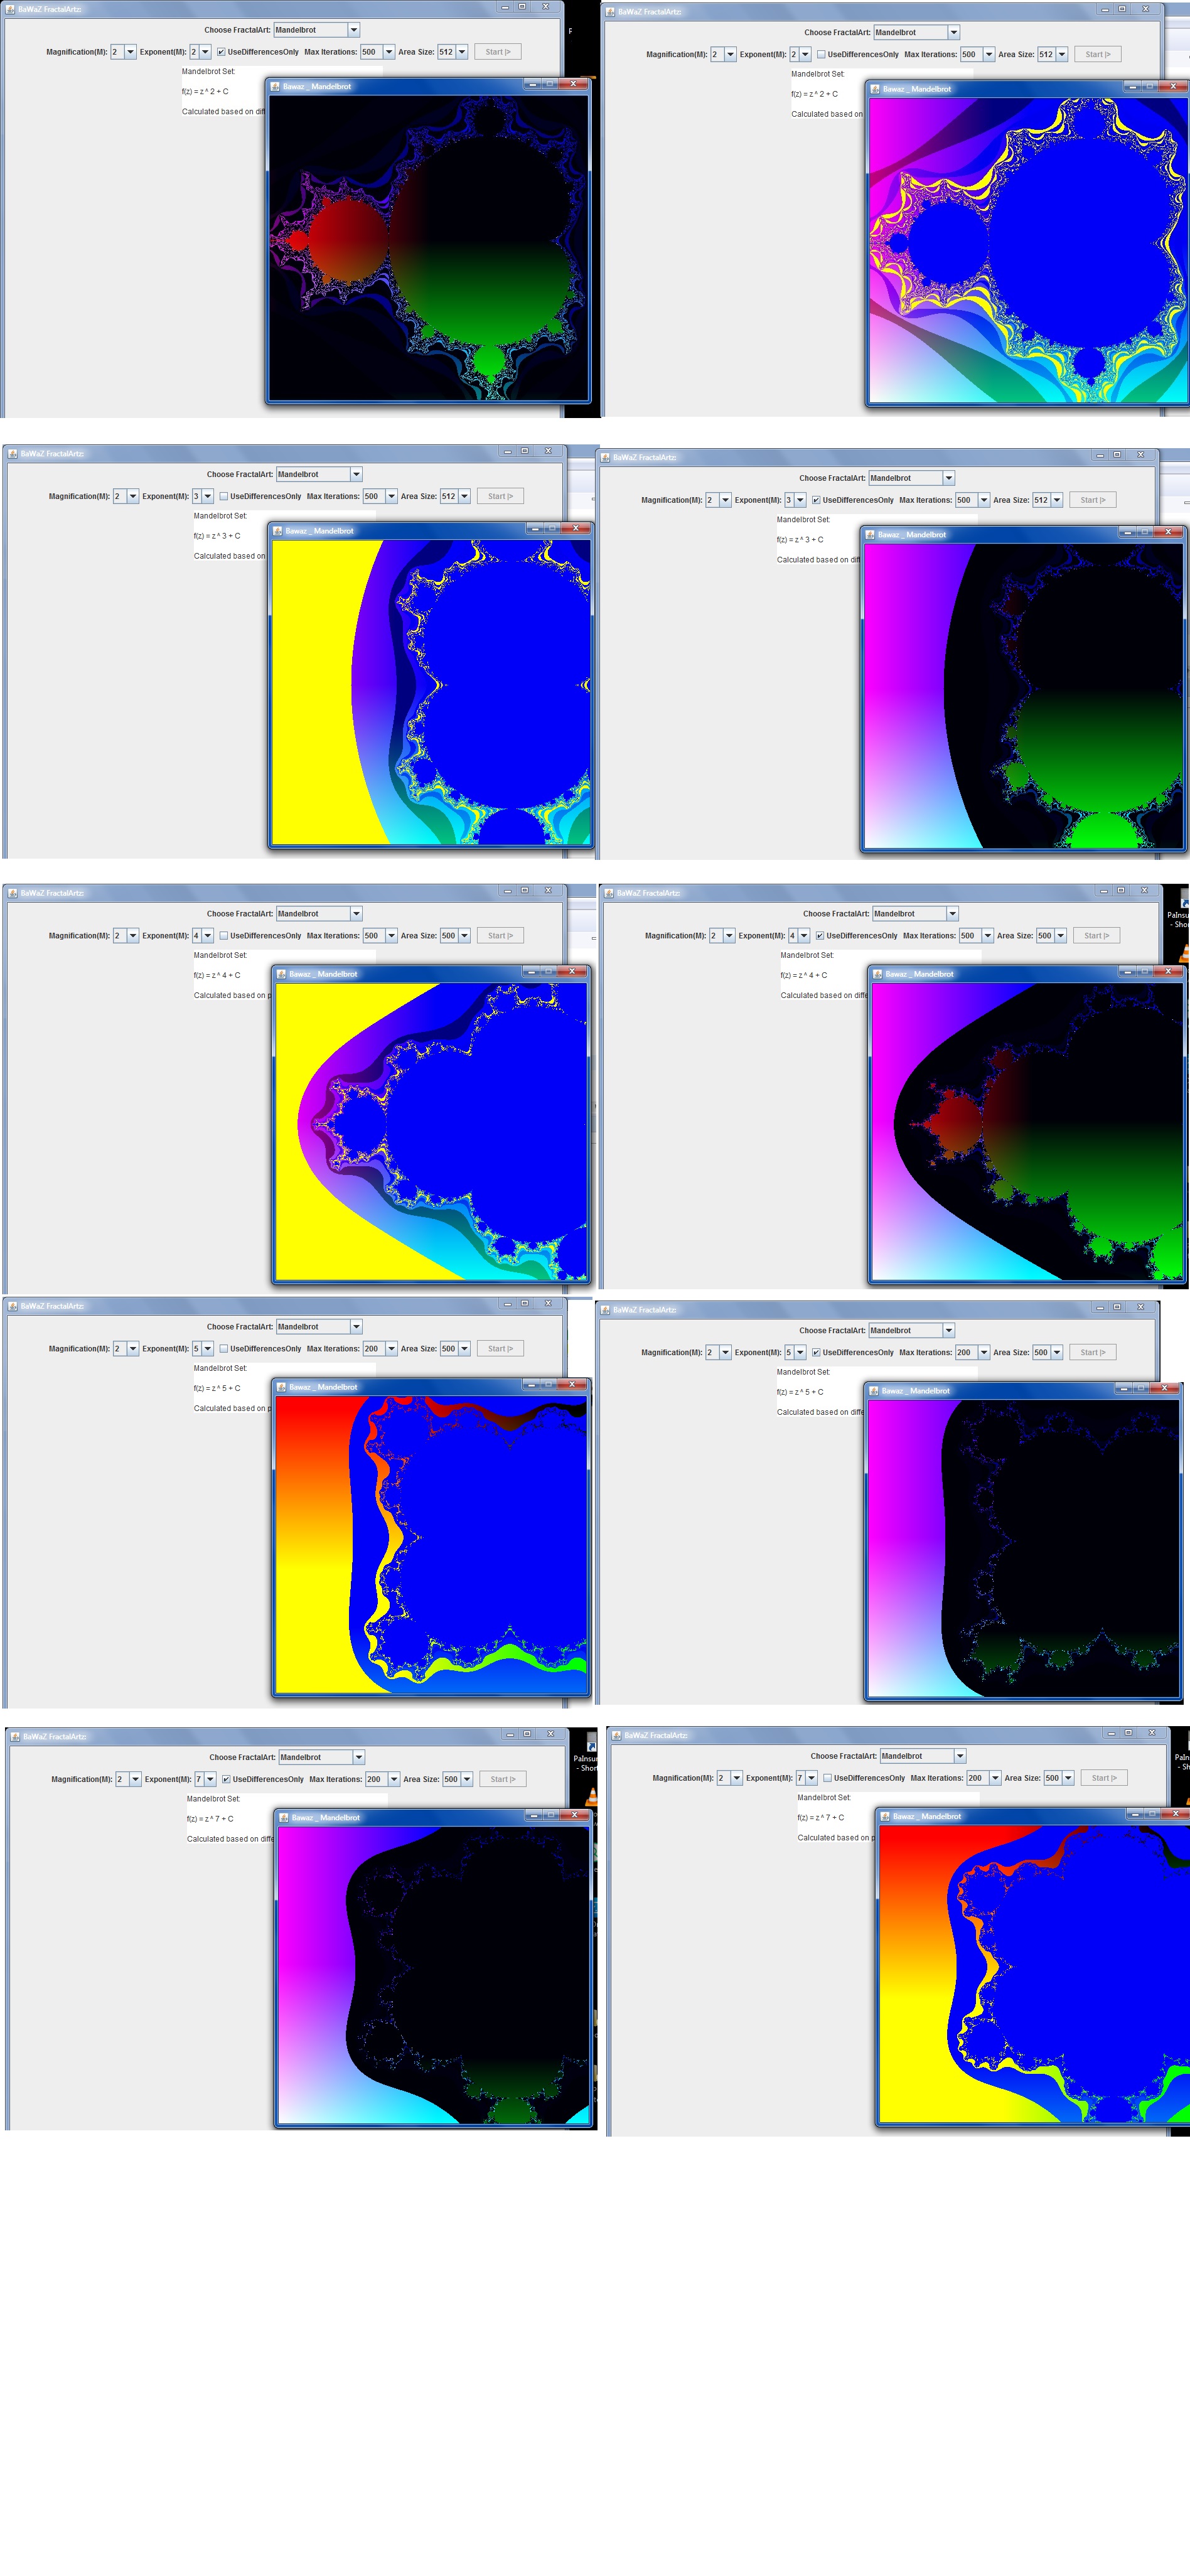 BaWaZ FractalArtz:
Choose FractalArt: Mandelbrot
Magnification(M): 2 Exponent(M): 2 UseDifferencesOnly Max Iterations: 500 Area Size: 512 Start |>
Mandelbrot Set:
f(z) = z ^ 2 + C
Calculated based on diff
Bawaz _ Mandelbrot
BaWaZ FractalArtz:
Choose FractalArt: Mandelbrot
Magnification(M): 2 Exponent(M): 2 UseDifferencesOnly Max Iterations: 500 Area Size: 512 Start |>
Mandelbrot Set:
f(z) = z ^ 2 + C
Calculated based on
Bawaz _ Mandelbrot
BaWaZ FractalArtz:
Choose FractalArt: Mandelbrot
Magnification(M): 2 Exponent(M): 3 UseDifferencesOnly Max Iterations: 500 Area Size: 512 Start |>
Mandelbrot Set:
f(z) = z ^ 3 + C
Calculated based on
Bawaz _ Mandelbrot
BaWaZ FractalArtz:
Choose FractalArt: Mandelbrot
Magnification(M): 2 Exponent(M): 3 UseDifferencesOnly Max Iterations: 500 Area Size: 512 Start |>
Mandelbrot Set:
f(z) = z ^ 3 + C
Calculated based on diff
Bawaz _ Mandelbrot
BaWaZ FractalArtz:
Choose FractalArt: Mandelbrot
Magnification(M): 2 Exponent(M): 4 UseDifferencesOnly Max Iterations: 500 Area Size: 500 Start |>
Mandelbrot Set:
f(z) = z ^ 4 + C
Calculated based on p
Bawaz _ Mandelbrot
BaWaZ FractalArtz:
Choose FractalArt: Mandelbrot
Magnification(M): 2 Exponent(M): 4 UseDifferencesOnly Max Iterations: 500 Area Size: 500 Start |>
Mandelbrot Set:
f(z) = z ^ 4 + C
Calculated based on diffe
Bawaz _ Mandelbrot
PaInsu
- Sho
BaWaZ FractalArtz:
Choose FractalArt: Mandelbrot
Magnification(M): 2 Exponent(M): 5 UseDifferencesOnly Max Iterations: 200 Area Size: 500 Start |>
Mandelbrot Set:
f(z) = z ^ 5 + C
Calculated based on p
Bawaz _ Mandelbrot
BaWaZ FractalArtz:
Choose FractalArt: Mandelbrot
Magnification(M): 2 Exponent(M): 5 UseDifferencesOnly Max Iterations: 200 Area Size: 500 Start |>
Mandelbrot Set:
f(z) = z ^ 5 + C
Calculated based on diffe
Bawaz _ Mandelbrot
BaWaZ FractalArtz:
Choose FractalArt: Mandelbrot
Magnification(M): 2 Exponent(M): 7 UseDifferencesOnly Max Iterations: 200 Area Size: 500 Start |>
Mandelbrot Set:
f(z) = z ^ 7 + C
Calculated based on diffe
Bawaz _ Mandelbrot
PaInsur
- Short
BaWaZ FractalArtz:
Choose FractalArt: Mandelbrot
Magnification(M): 2 Exponent(M): 7 UseDifferencesOnly Max Iterations: 200 Area Size: 500 Start |>
Mandelbrot Set:
f(z) = z ^ 7 + C
Calculated based on p
Bawaz _ Mandelbrot
PaIn
- Sh